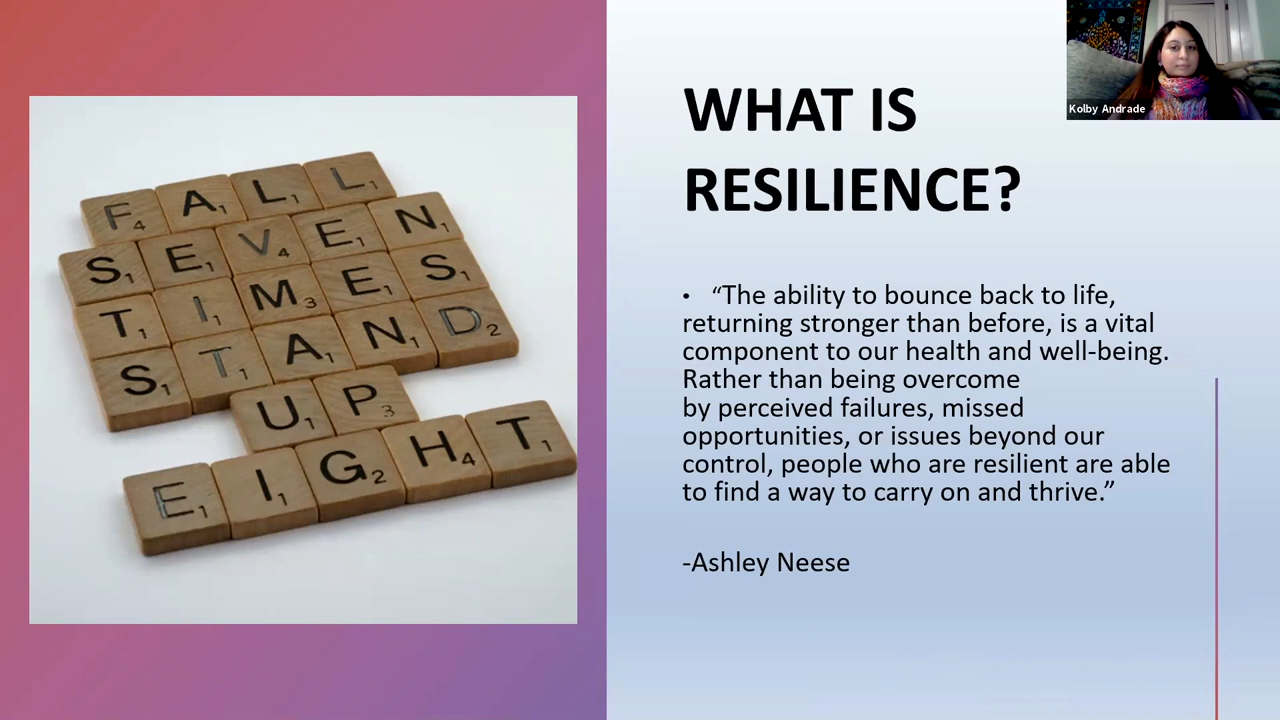 FALL
SEVEN
TIMES
STAND
UP
EIGHT
WHAT IS
RESILIENCE?
• “The ability to bounce back to life,
returning stronger than before, is a vital
component to our health and well-being.
Rather than being overcome
by perceived failures, missed
opportunities, or issues beyond our
control, people who are resilient are able
to find a way to carry on and thrive.”
-Ashley Neese
Kolby Andrade